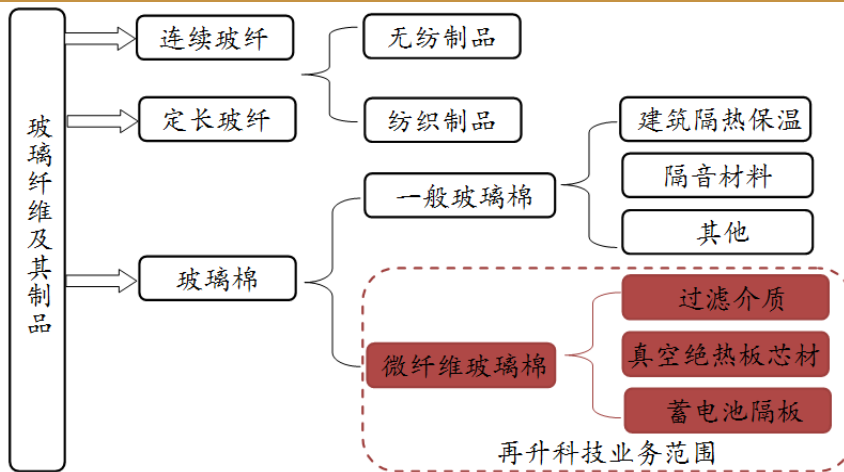 玻璃纤维及其制品
连续玻纤
无纺制品
定长玻纤
纺织制品
玻璃棉
一般玻璃棉
建筑隔热保温
隔音材料
其他
微纤维玻璃棉
过滤介质
真空绝热板芯材
蓄电池隔板
再升科技业务范围